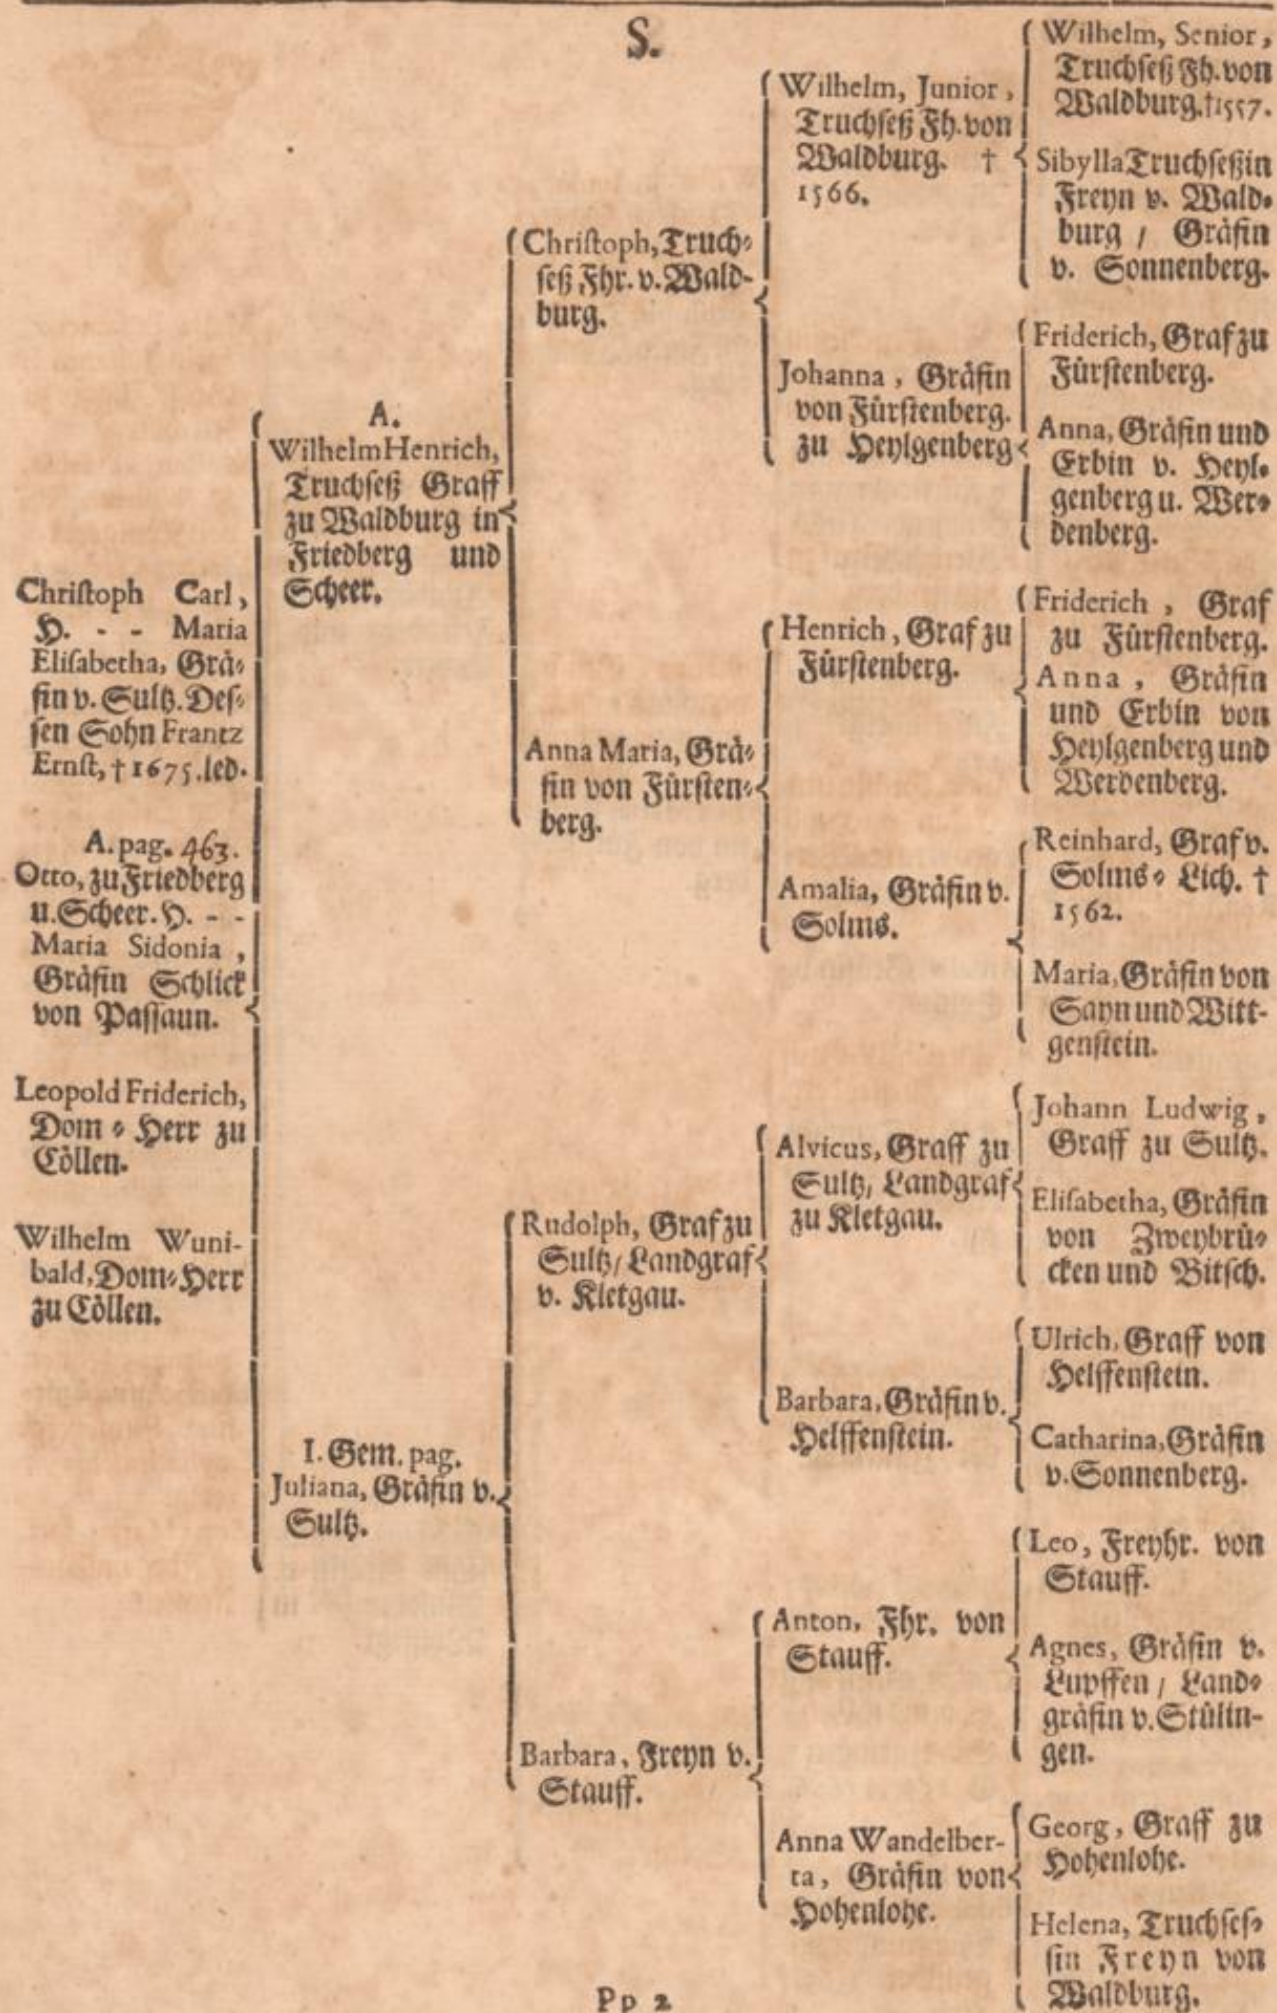 S.
Christoph Carl,
H. - - Maria
Elisabetha, Grä-
fin v. Sultz. Des-
sen Sohn Frantz
Ernst, † 1675. led.
A. pag. 463.
Otto, zu Friedberg
u. Scheer. H. - -
Maria Sidonia,
Gräfin Schlick
von Passaun.
Leopold Friderich,
Dom-Herr zu
Cöllen.
Wilhelm Wuni-
bald, Dom-Herr
zu Cöllen.
A.
Wilhelm Henrich,
Truchseß Graff
zu Waldburg in
Friedberg und
Scheer.
I. Gem. pag.
Juliana, Gräfin v.
Sultz.
Christoph, Truch-
seß Fhr. v. Wald-
burg.
Anna Maria, Grä-
fin von Fürsten-
berg.
Rudolph, Graf zu
Sultz, Landgraf
v. Kletgau.
Barbara, Freyn v.
Stauff.
Wilhelm, Junior,
Truchseß Fh. von
Waldburg. †
1566.
Johanna, Gräfin
von Fürstenberg.
zu Heylgenberg
Henrich, Graf zu
Fürstenberg.
Amalia, Gräfin v.
Solms.
Alvicus, Graff zu
Sultz, Landgraf
zu Kletgau.
Barbara, Gräfin v.
Helffenstein.
Anton, Fhr. von
Stauff.
Anna Wandelber-
ta, Gräfin von
Hohenlohe.
Wilhelm, Senior,
Truchseß Fh. von
Waldburg. † 1557.
Sibylla Truchseßin
Freyn v. Wald-
burg / Gräfin
v. Sonnenberg.
Friderich, Graf zu
Fürstenberg.
Anna, Gräfin und
Erbin v. Heyl-
genberg u. Wer-
denberg.
Friderich, Graf
zu Fürstenberg.
Anna, Gräfin
und Erbin von
Heylgenberg und
Werdenberg.
Reinhard, Graf v.
Solms-Lich. †
1562.
Maria, Gräfin von
Sayn und Witt-
genstein.
Johann Ludwig,
Graff zu Sultz.
Elisabetha, Gräfin
von Zweybrü-
cken und Bitsch.
Ulrich, Graff von
Helffenstein.
Catharina, Gräfin
v. Sonnenberg.
Leo, Freyhr. von
Stauff.
Agnes, Gräfin v.
Lupffen / Land-
gräfin v. Stülin-
gen.
Georg, Graff zu
Hohenlohe.
Helena, Truchses-
sin Freyn von
Waldburg.
Pp 2